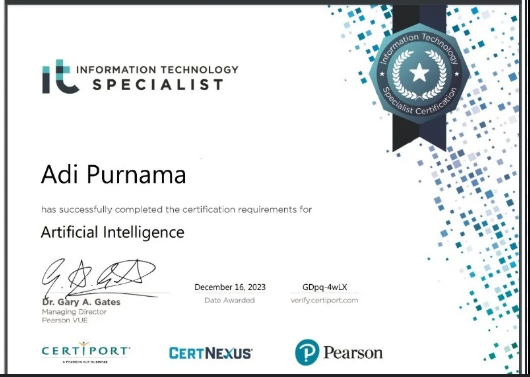 it INFORMATION TECHNOLOGY
SPECIALIST
Information Technology
Specialist Certification
Adi Purnama
has successfully completed the certification requirements for
Artificial Intelligence
Dr. Gary A. Gates
Managing Director
Pearson VUE
December 16, 2023
Date Awarded
GDpq-4wLX
verify.certiport.com
CERTIPORT
A PEARSON VUE BUSINESS
CERTNEXUS
Pearson